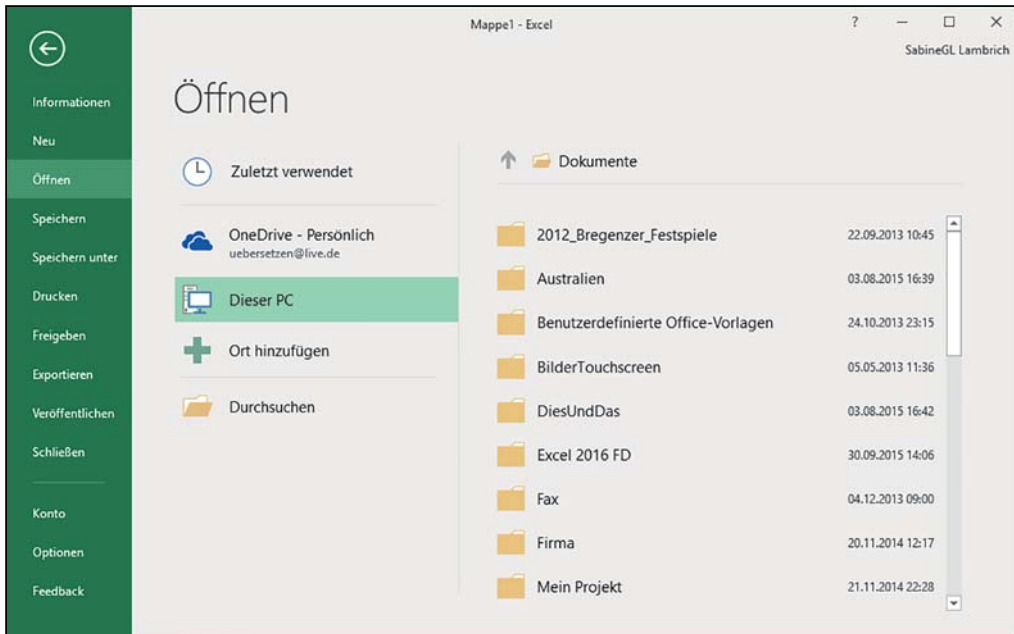 Mappe1 - Excel
?
SabineGL Lambrich
Informationen
Neu
Öffnen
Speichern
Speichern unter
Drucken
Freigeben
Exportieren
Veröffentlichen
Schließen
Konto
Optionen
Feedback
Öffnen
Zuletzt verwendet
OneDrive - Persönlich
uebersetzen@live.de
Dieser PC
Ort hinzufügen
Durchsuchen
Dokumente
2012_Bregenzer_Festspiele 22.09.2013 10:45
Australien 03.08.2015 16:39
Benutzerdefinierte Office-Vorlagen 24.10.2013 23:15
BilderTouchscreen 05.05.2013 11:36
DiesUndDas 03.08.2015 16:42
Excel 2016 FD 30.09.2015 14:06
Fax 04.12.2013 09:00
Firma 20.11.2014 12:17
Mein Projekt 21.11.2014 22:28